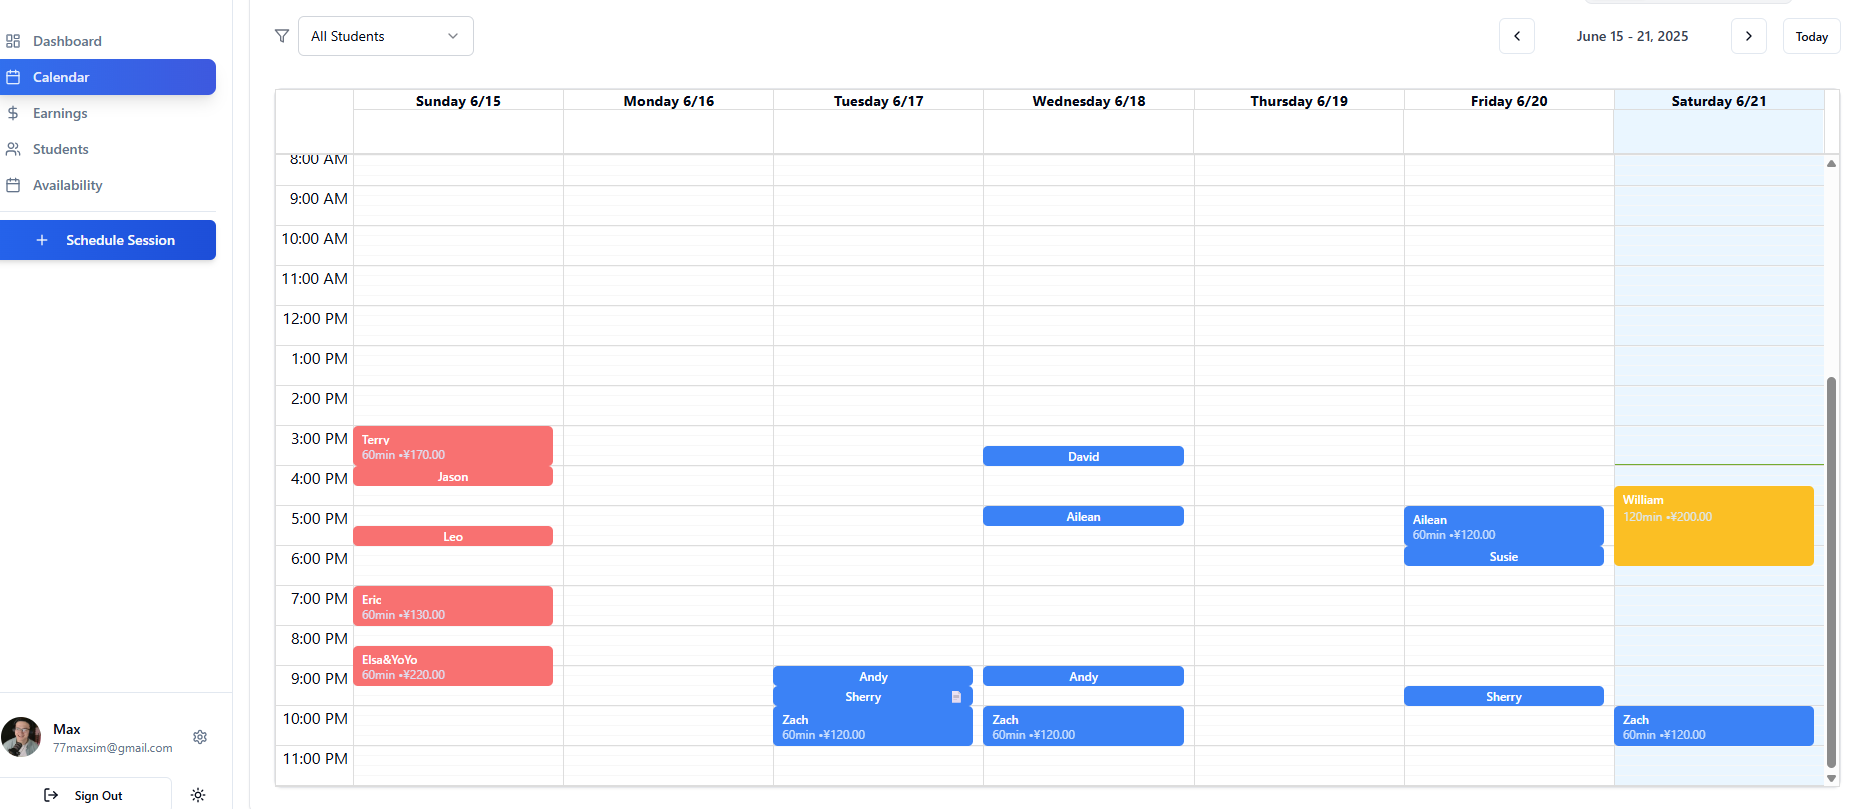 Dashboard
Calendar
Earnings
Students
Availability
Schedule Session
Max
77maxsim@gmail.com
Sign Out
All Students
June 15 - 21, 2025
Today
Sunday 6/15
Monday 6/16
Tuesday 6/17
Wednesday 6/18
Thursday 6/19
Friday 6/20
Saturday 6/21
8:00 AM
9:00 AM
10:00 AM
11:00 AM
12:00 PM
1:00 PM
2:00 PM
3:00 PM
4:00 PM
5:00 PM
6:00 PM
7:00 PM
8:00 PM
9:00 PM
10:00 PM
11:00 PM
Terry
60min •¥170.00
Jason
Leo
Eric
60min •¥130.00
Elsa&YoYo
60min •¥220.00
Andy
Sherry
Zach
60min •¥120.00
David
Ailean
Andy
Zach
60min •¥120.00
Ailean
60min •¥120.00
Susie
Sherry
William
120min •¥200.00
Zach
60min •¥120.00